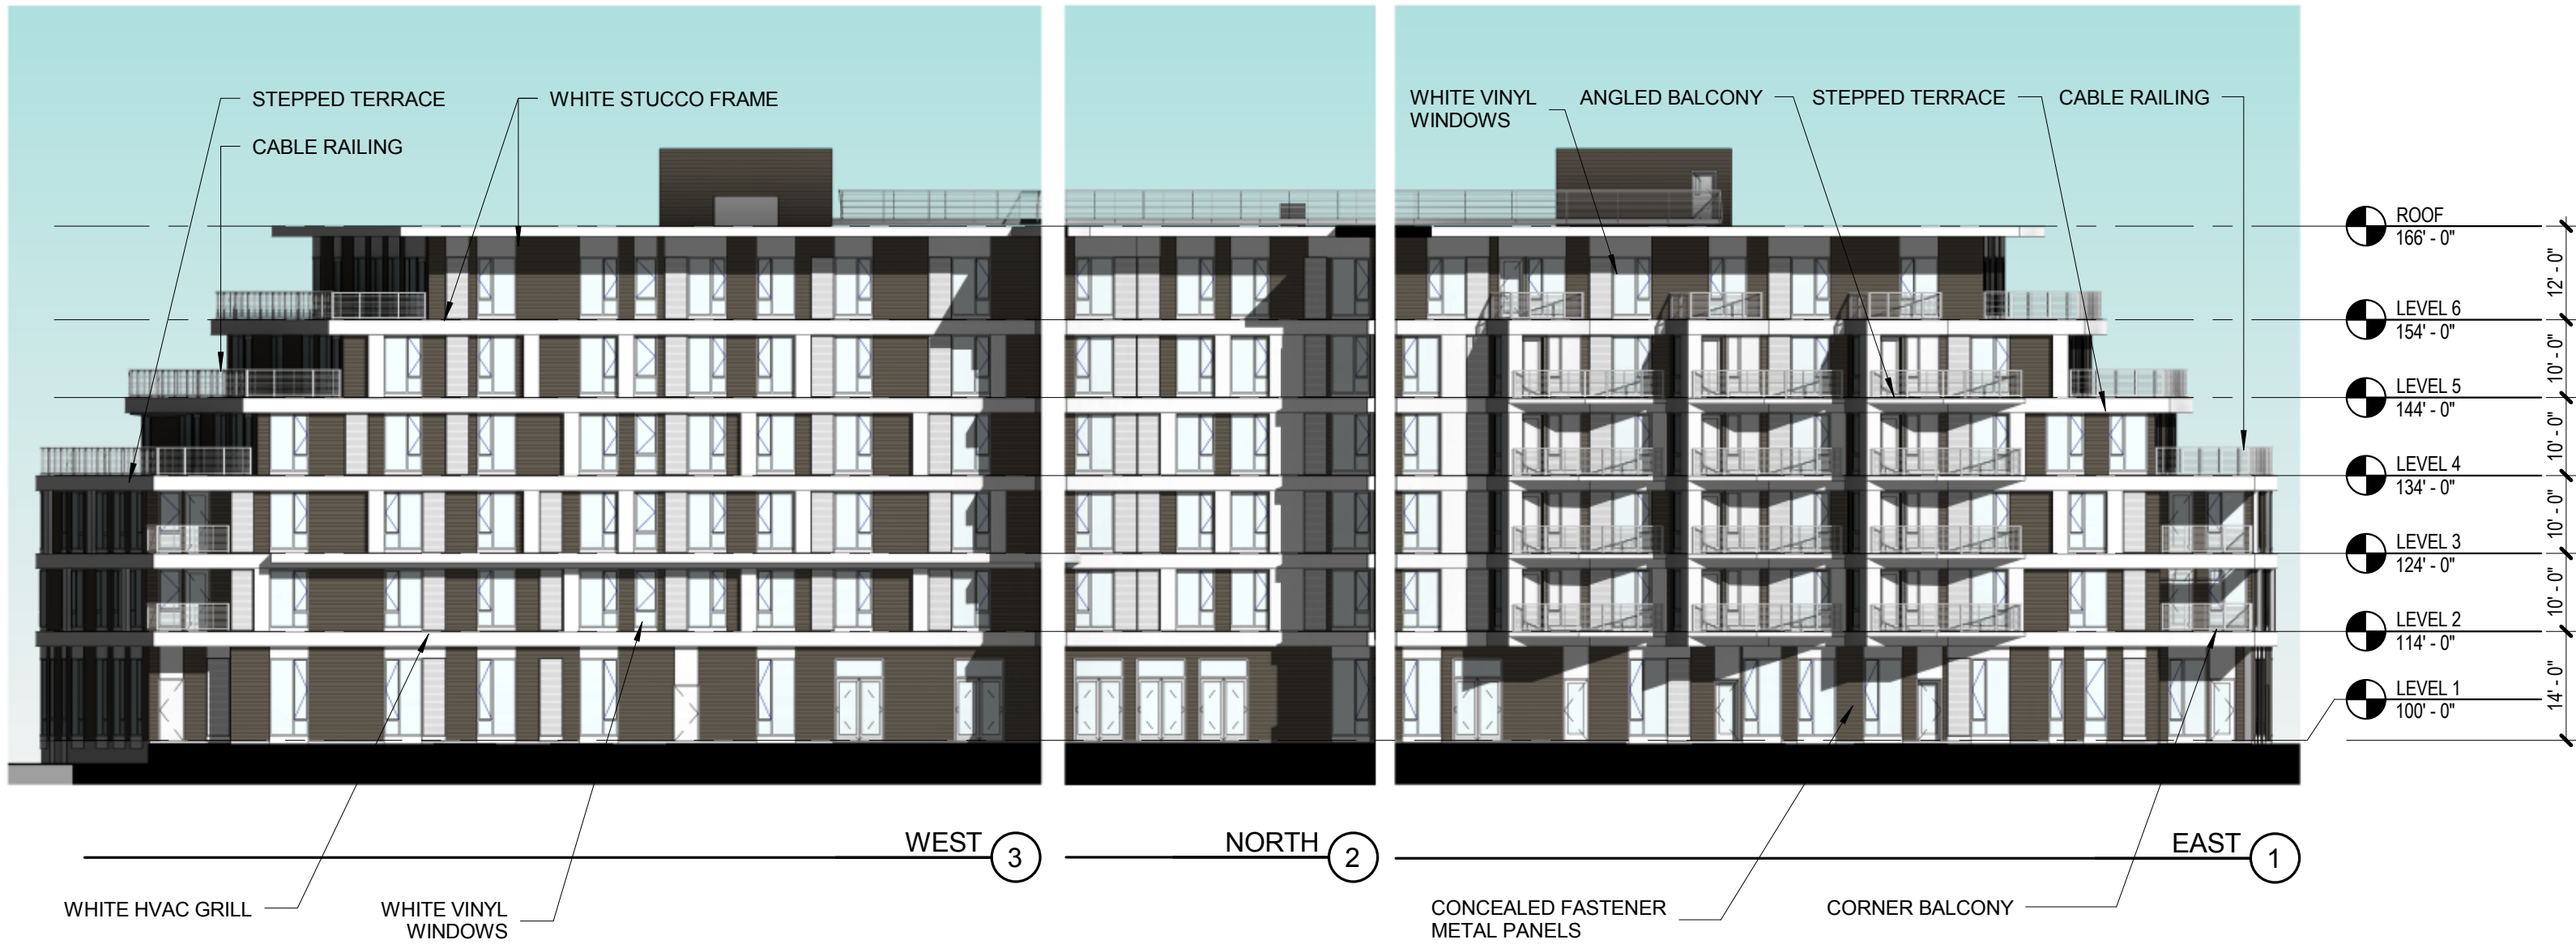 STEPPED TERRACE
WHITE STUCCO FRAME
CABLE RAILING
WHITE VINYL
WINDOWS
ANGLED BALCONY
STEPPED TERRACE
CABLE RAILING
ROOF
166' - 0"
12' - 0"
LEVEL 6
154' - 0"
10' - 0"
LEVEL 5
144' - 0"
10' - 0"
LEVEL 4
134' - 0"
10' - 0"
LEVEL 3
124' - 0"
10' - 0"
LEVEL 2
114' - 0"
14' - 0"
LEVEL 1
100' - 0"
WEST 3
NORTH 2
EAST 1
WHITE HVAC GRILL
WHITE VINYL
WINDOWS
CONCEALED FASTENER
METAL PANELS
CORNER BALCONY